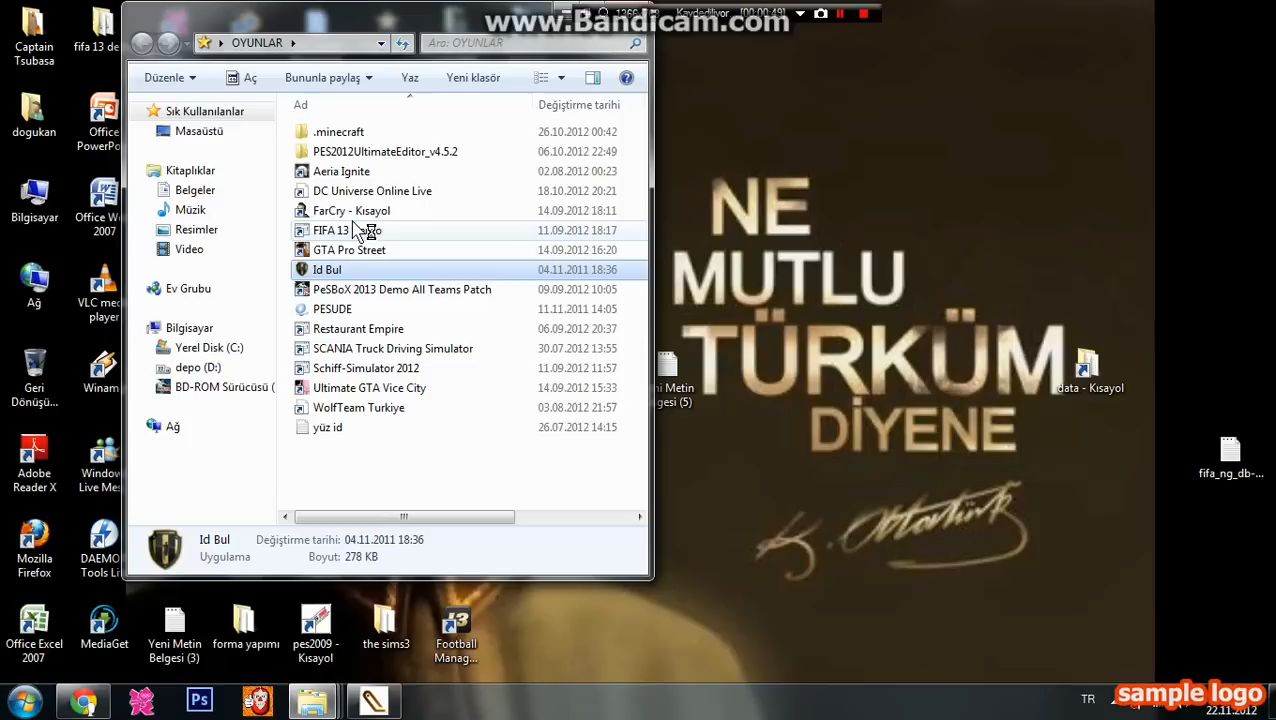 www.Bandicam.com
Kaydediliyor [00:00:49]
OYUNLAR
Ara: OYUNLAR
Düzenle
Aç
Bununla paylaş
Yaz
Yeni klasör
Ad
Değiştirme tarihi
Sık Kullanılanlar
Masaüstü
Kitaplıklar
Belgeler
Müzik
Resimler
Video
Ev Grubu
Bilgisayar
Yerel Disk (C:)
depo (D:)
BD-ROM Sürücüsü (
Ağ
.minecraft 26.10.2012 00:42
PES2012UltimateEditor_v4.5.2 06.10.2012 22:49
Aeria Ignite 02.08.2012 00:23
DC Universe Online Live 18.10.2012 20:21
FarCry - Kısayol 14.09.2012 18:11
FIFA 13 11.09.2012 18:17
GTA Pro Street 14.09.2012 16:20
Id Bul 04.11.2011 18:36
PeSBoX 2013 Demo All Teams Patch 09.09.2012 10:05
PESUDE 11.11.2011 14:05
Restaurant Empire 06.09.2012 20:37
SCANIA Truck Driving Simulator 30.07.2012 13:55
Schiff-Simulator 2012 11.09.2012 11:57
Ultimate GTA Vice City 14.09.2012 15:33
WolfTeam Turkiye 03.08.2012 21:57
yüz id 26.07.2012 14:15
Id Bul Değiştirme tarihi: 04.11.2011 18:36
Uygulama Boyut: 278 KB
Captain
Tsubasa
fifa 13 de
dogukan
Office
PowerP
Bilgisayar
Office W
2007
Ağ
VLC me
player
Geri
Dönüşü...
Winam
Adobe
Reader X
Window
Live Mes
Mozilla
Firefox
DAEMO
Tools Li
Office Excel
2007
MediaGet
Yeni Metin
Belgesi (3)
forma yapımı
pes2009 -
Kısayol
the sims3
Football
Manag...
NE
MUTLU
TÜRKÜM
DİYENE
K. Atatürk
Metin
(5)
data - Kısayol
fifa_ng_db-...
Ps
TR
sample logo
22.11.2012